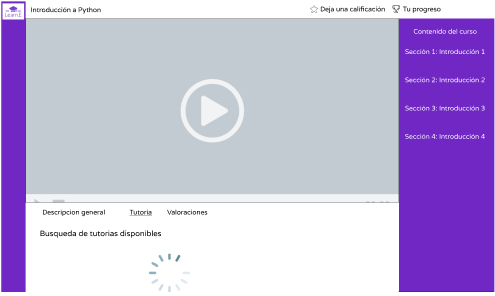 LearnE
Introducción a Python
Deja una calificación
Tu progreso
Contenido del curso
Sección 1: Introducción 1
Sección 2: Introducción 2
Sección 3: Introducción 3
Sección 4: Introducción 4
Descripcion general
Tutoria
Valoraciones
Busqueda de tutorias disponibles